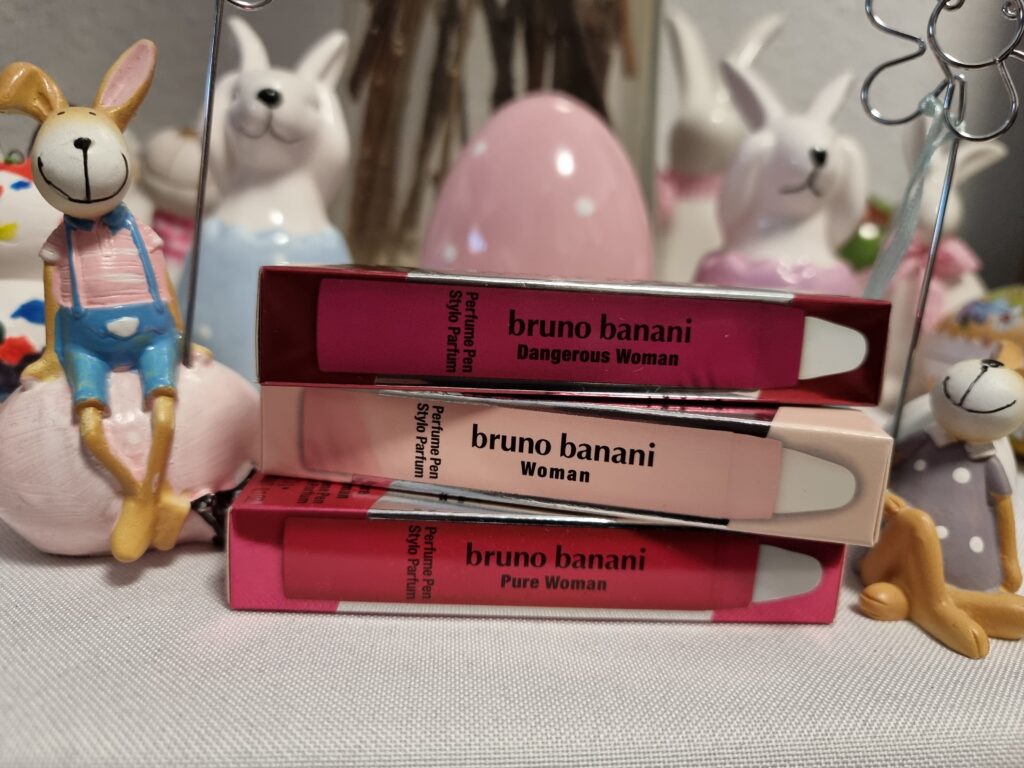 Perfume Pen
Stylo Parfum
bruno banani
Dangerous Woman
Perfume Pen
Stylo Parfum
bruno banani
Woman
Perfume Pen
Stylo Parfum
bruno banani
Pure Woman